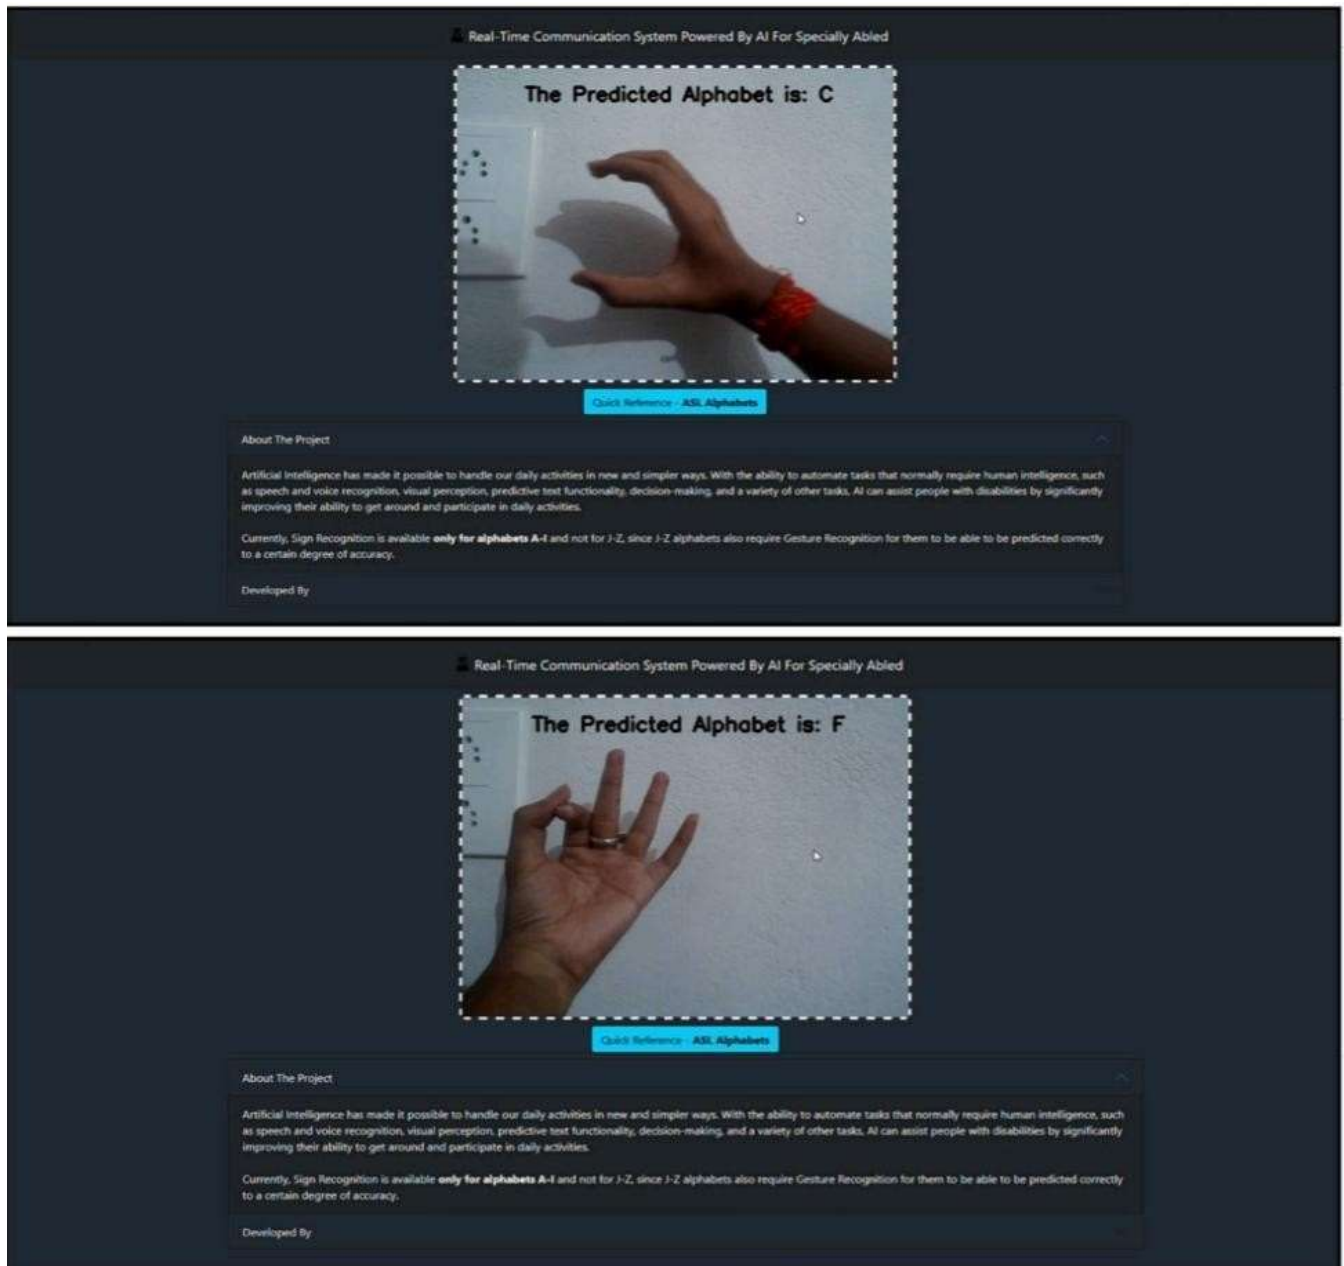 Real-Time Communication System Powered By AI For Specially Abled
The Predicted Alphabet is: C
Quick Reference - ASL Alphabets
About The Project
Artificial Intelligence has made it possible to handle our daily activities in new and simpler ways. With the ability to automate tasks that normally require human intelligence, such
as speech and voice recognition, visual perception, predictive text functionality, decision-making, and a variety of other tasks, AI can assist people with disabilities by significantly
improving their ability to get around and participate in daily activities.
Currently, Sign Recognition is available only for alphabets A-I and not for J-Z, since J-Z alphabets also require Gesture Recognition for them to be able to be predicted correctly
to a certain degree of accuracy.
Developed By
Real-Time Communication System Powered By AI For Specially Abled
The Predicted Alphabet is: F
Quick Reference - ASL Alphabets
About The Project
Artificial Intelligence has made it possible to handle our daily activities in new and simpler ways. With the ability to automate tasks that normally require human intelligence, such
as speech and voice recognition, visual perception, predictive text functionality, decision-making, and a variety of other tasks, AI can assist people with disabilities by significantly
improving their ability to get around and participate in daily activities.
Currently, Sign Recognition is available only for alphabets A-I and not for J-Z, since J-Z alphabets also require Gesture Recognition for them to be able to be predicted correctly
to a certain degree of accuracy.
Developed By